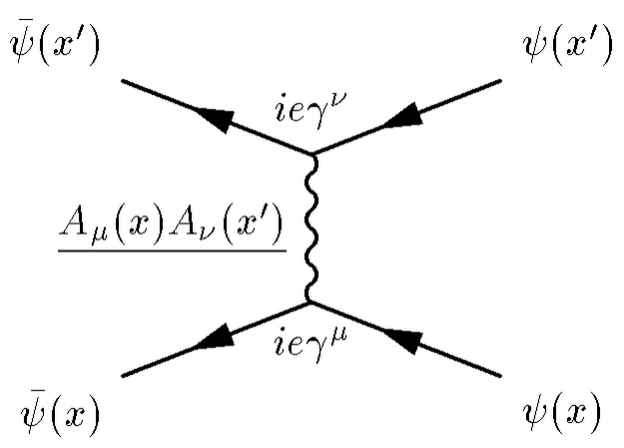 ψ̄(x′) ψ(x′)
ieγ^ν
A_μ(x)A_ν(x′)
ieγ^μ
ψ̄(x) ψ(x)